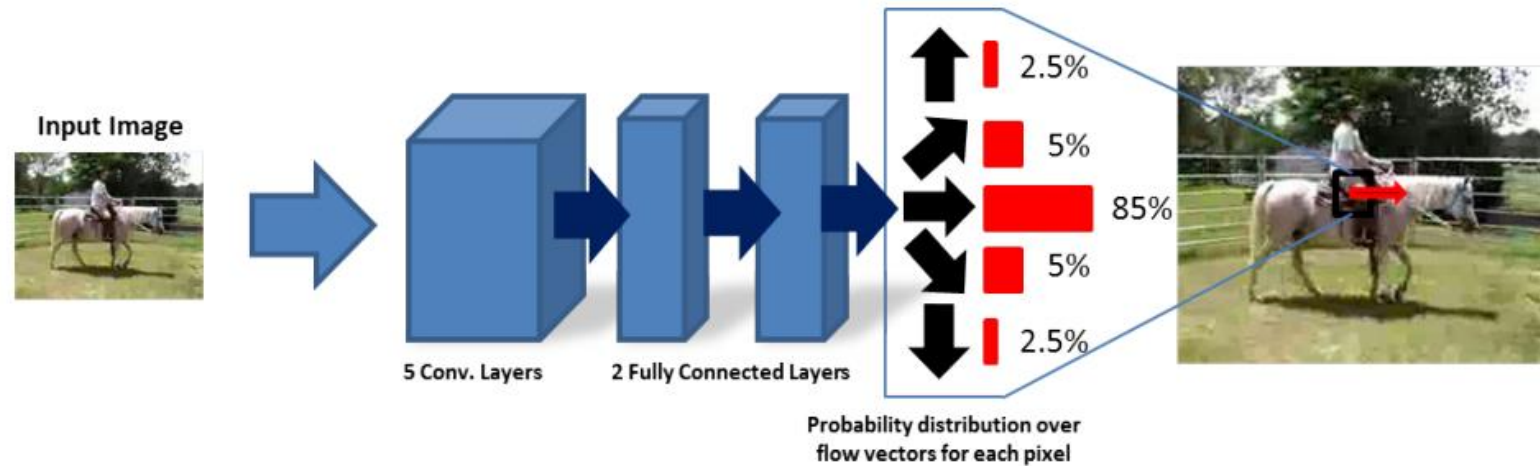 Input Image
5 Conv. Layers
2 Fully Connected Layers
2.5%
5%
85%
5%
2.5%
Probability distribution over
flow vectors for each pixel